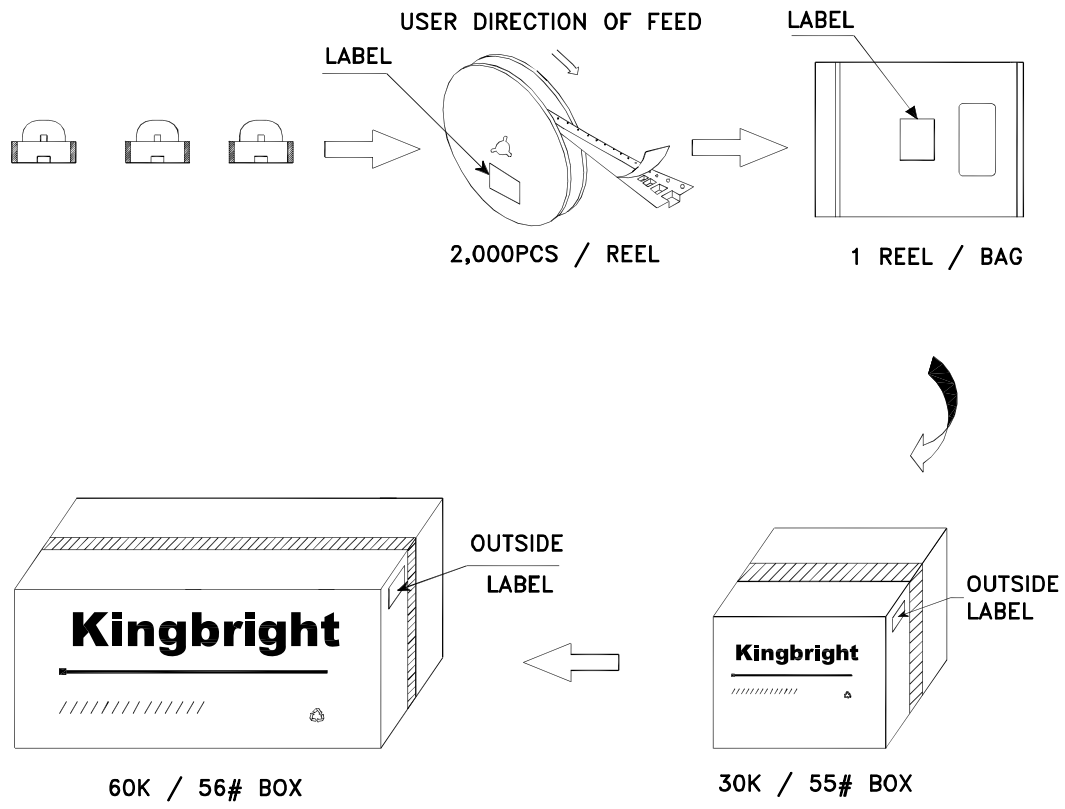 USER DIRECTION OF FEED
LABEL
LABEL
2,000PCS / REEL
1 REEL / BAG
OUTSIDE
LABEL
Kingbright
60K / 56# BOX
OUTSIDE
LABEL
Kingbright
30K / 55# BOX